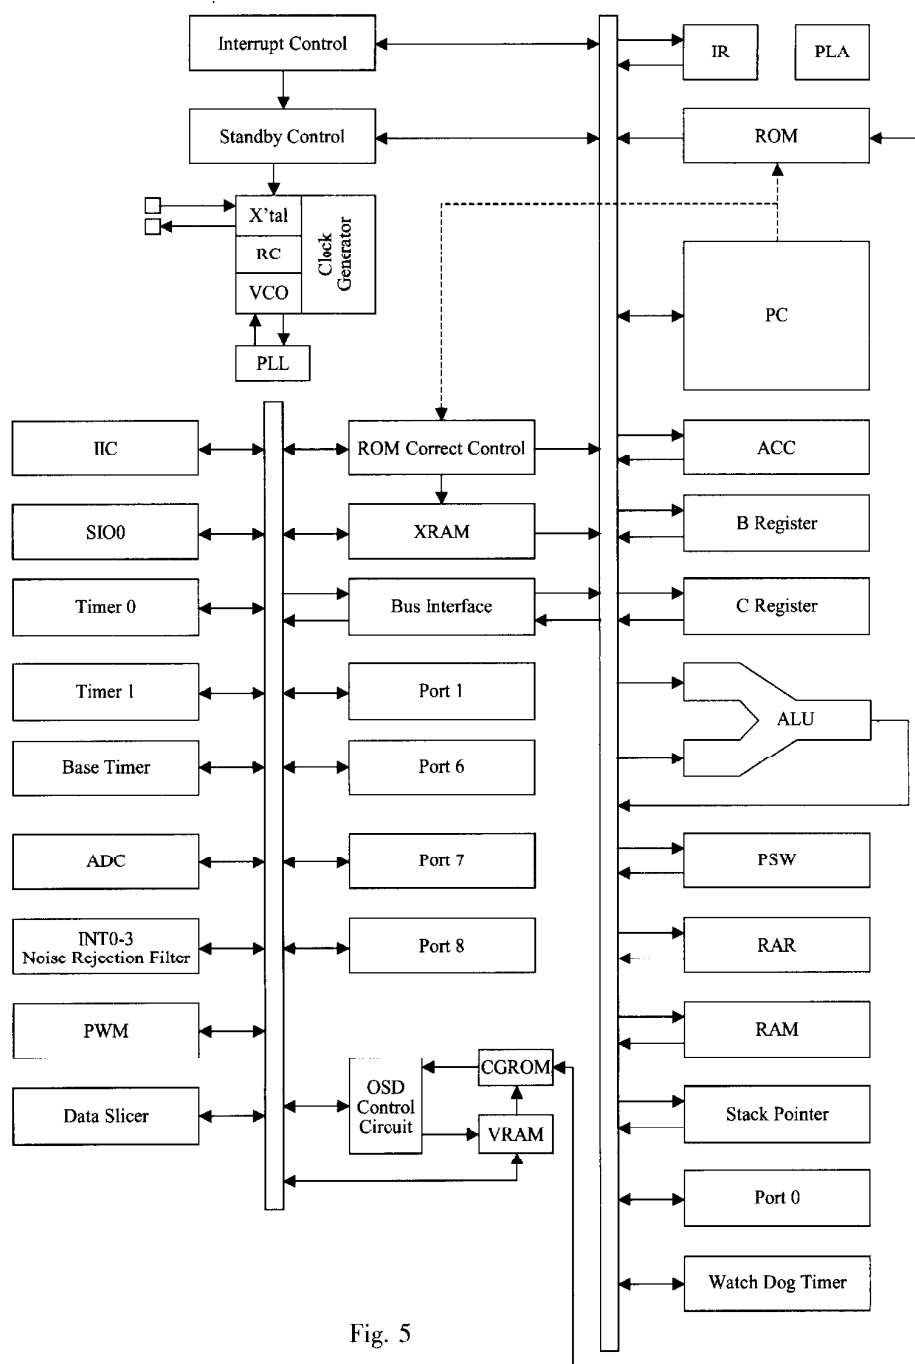 Interrupt Control
IR
PLA
Standby Control
ROM
X'tal
RC
VCO
Clock
Generator
PC
PLL
IIC
ROM Correct Control
ACC
SIO0
XRAM
B Register
Timer 0
Bus Interface
C Register
Timer 1
Port 1
ALU
Base Timer
Port 6
ADC
Port 7
PSW
INT0-3
Noise Rejection Filter
Port 8
RAR
PWM
RAM
OSD
Control
Circuit
CGROM
VRAM
Data Slicer
Stack Pointer
Port 0
Watch Dog Timer
Fig. 5